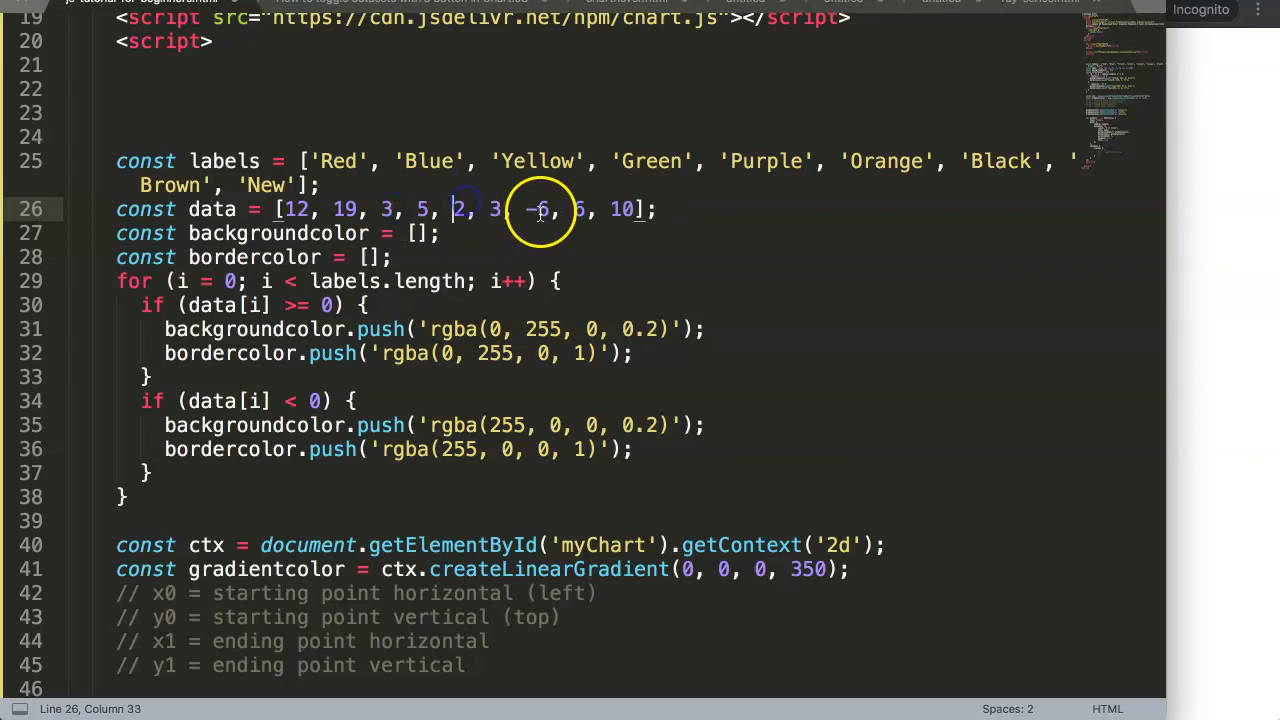 Incognito
19 <script src="https://cdn.jsdelivr.net/npm/chart.js"></script>
20 <script>
21
22
23
24
25 const labels = ['Red', 'Blue', 'Yellow', 'Green', 'Purple', 'Orange', 'Black', '
Brown', 'New'];
26 const data = [12, 19, 3, 5, 2, 3, -6, 6, 10];
27 const backgroundcolor = [];
28 const bordercolor = [];
29 for (i = 0; i < labels.length; i++) {
30 if (data[i] >= 0) {
31 backgroundcolor.push('rgba(0, 255, 0, 0.2)');
32 bordercolor.push('rgba(0, 255, 0, 1)');
33 }
34 if (data[i] < 0) {
35 backgroundcolor.push('rgba(255, 0, 0, 0.2)');
36 bordercolor.push('rgba(255, 0, 0, 1)');
37 }
38 }
39
40 const ctx = document.getElementById('myChart').getContext('2d');
41 const gradientcolor = ctx.createLinearGradient(0, 0, 0, 350);
42 // x0 = starting point horizontal (left)
43 // y0 = starting point vertical (top)
44 // x1 = ending point horizontal
45 // y1 = ending point vertical
46
Line 26, Column 33
Spaces: 2
HTML